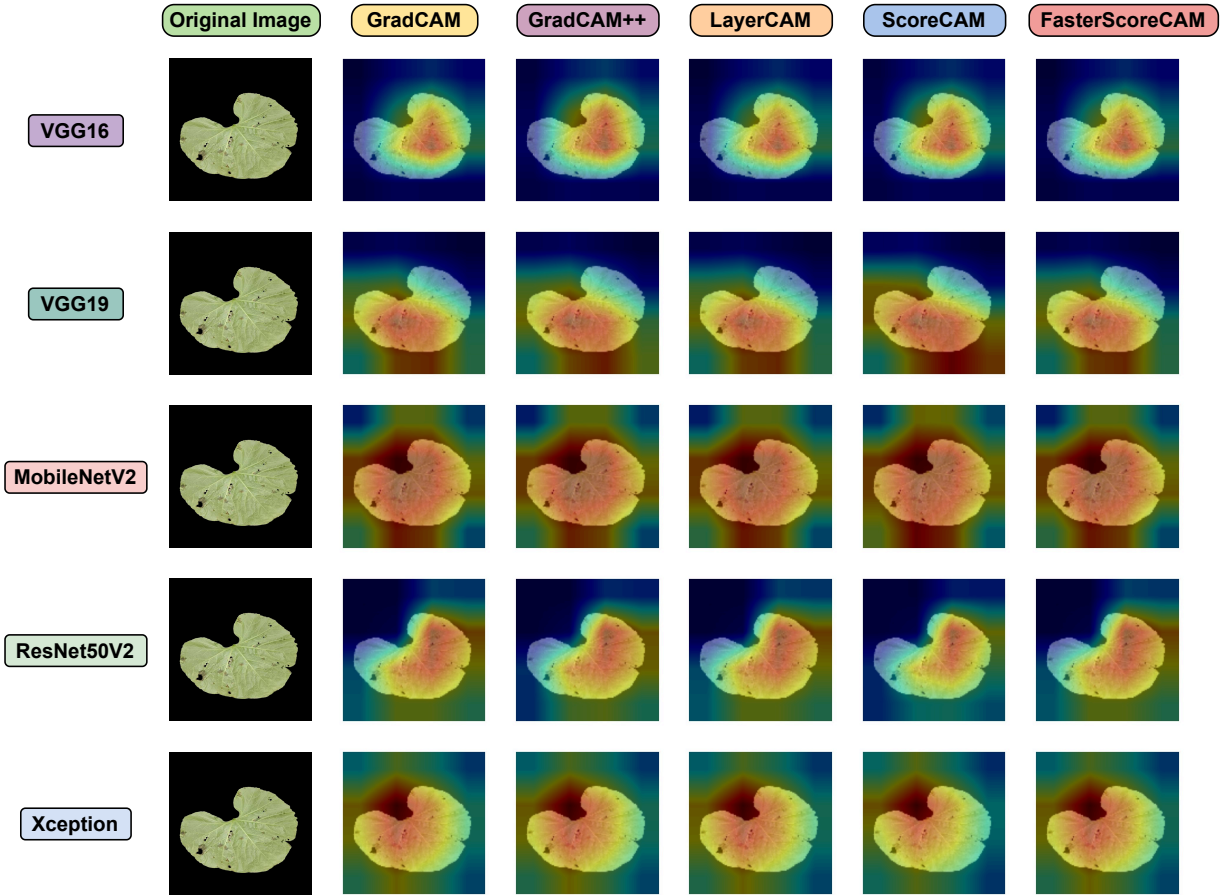 Original Image
GradCAM
GradCAM++
LayerCAM
ScoreCAM
FasterScoreCAM
VGG16
VGG19
MobileNetV2
ResNet50V2
Xception